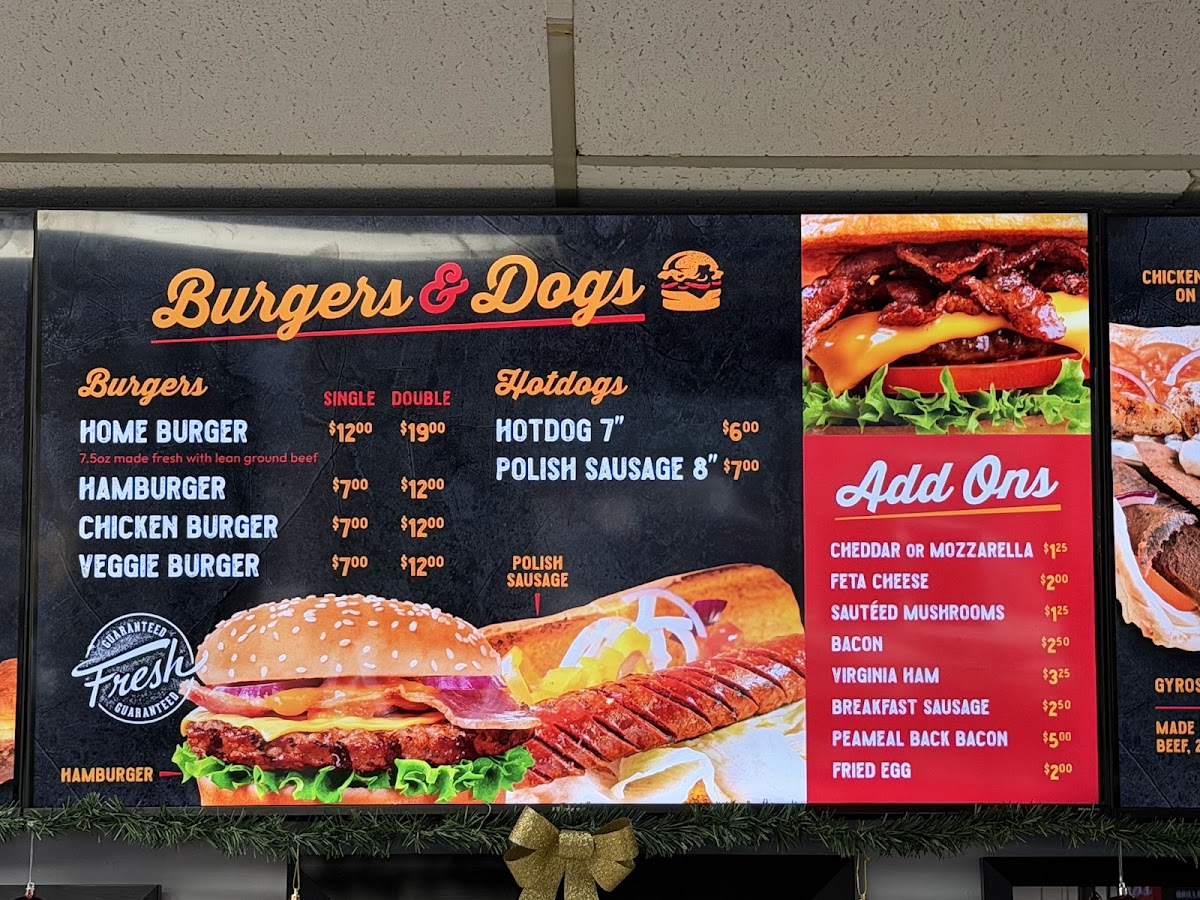 Burgers & Dogs
Burgers
SINGLE DOUBLE
HOME BURGER $12.00 $19.00
7.5oz made fresh with lean ground beef
HAMBURGER $7.00 $12.00
CHICKEN BURGER $7.00 $12.00
VEGGIE BURGER $7.00 $12.00
Hotdogs
HOTDOG 7" $6.00
POLISH SAUSAGE 8" $7.00
POLISH
SAUSAGE
GUARANTEED
Fresh
GUARANTEED
HAMBURGER
Add Ons
CHEDDAR OR MOZZARELLA $1.25
FETA CHEESE $2.00
SAUTÉED MUSHROOMS $1.25
BACON $2.50
VIRGINIA HAM $3.25
BREAKFAST SAUSAGE $2.50
PEAMEAL BACK BACON $5.00
FRIED EGG $2.00
CHICKEN
ON
GYROS
MADE
BEEF, 2